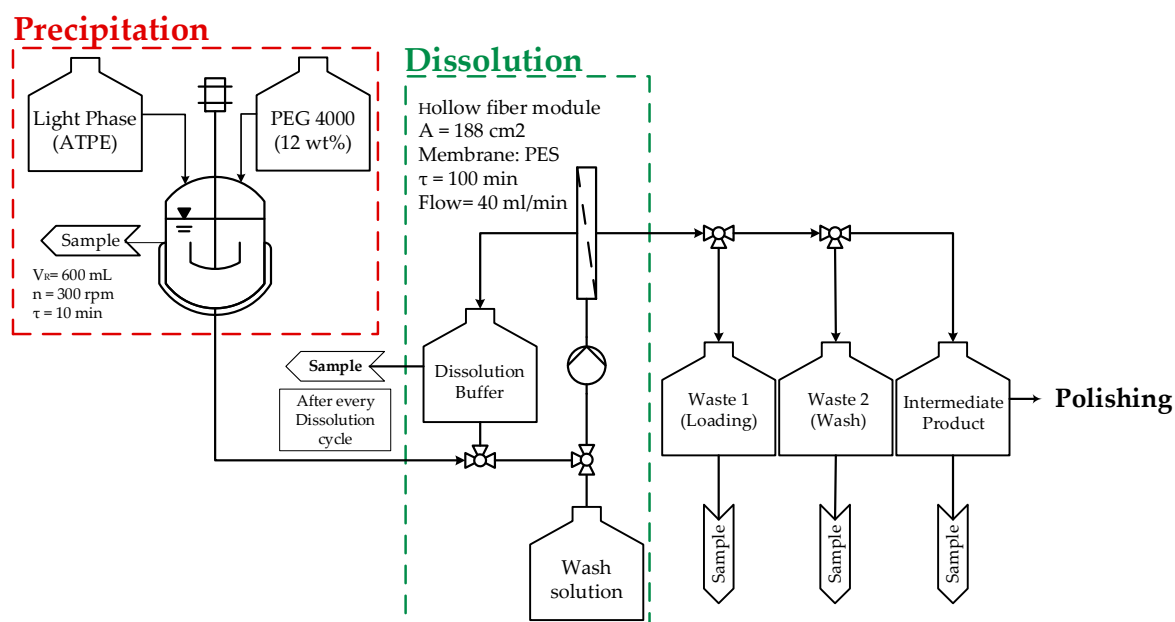 Precipitation
Light Phase
(ATPE)
PEG 4000
(12 wt%)
Sample
VR= 600 mL
n = 300 rpm
τ = 10 min
Dissolution
Hollow fiber module
A = 188 cm2
Membrane: PES
τ = 100 min
Flow= 40 ml/min
Sample
After every
Dissolution
cycle
Dissolution
Buffer
Wash
solution
Waste 1
(Loading)
Waste 2
(Wash)
Intermediate
Product
Polishing
Sample
Sample
Sample